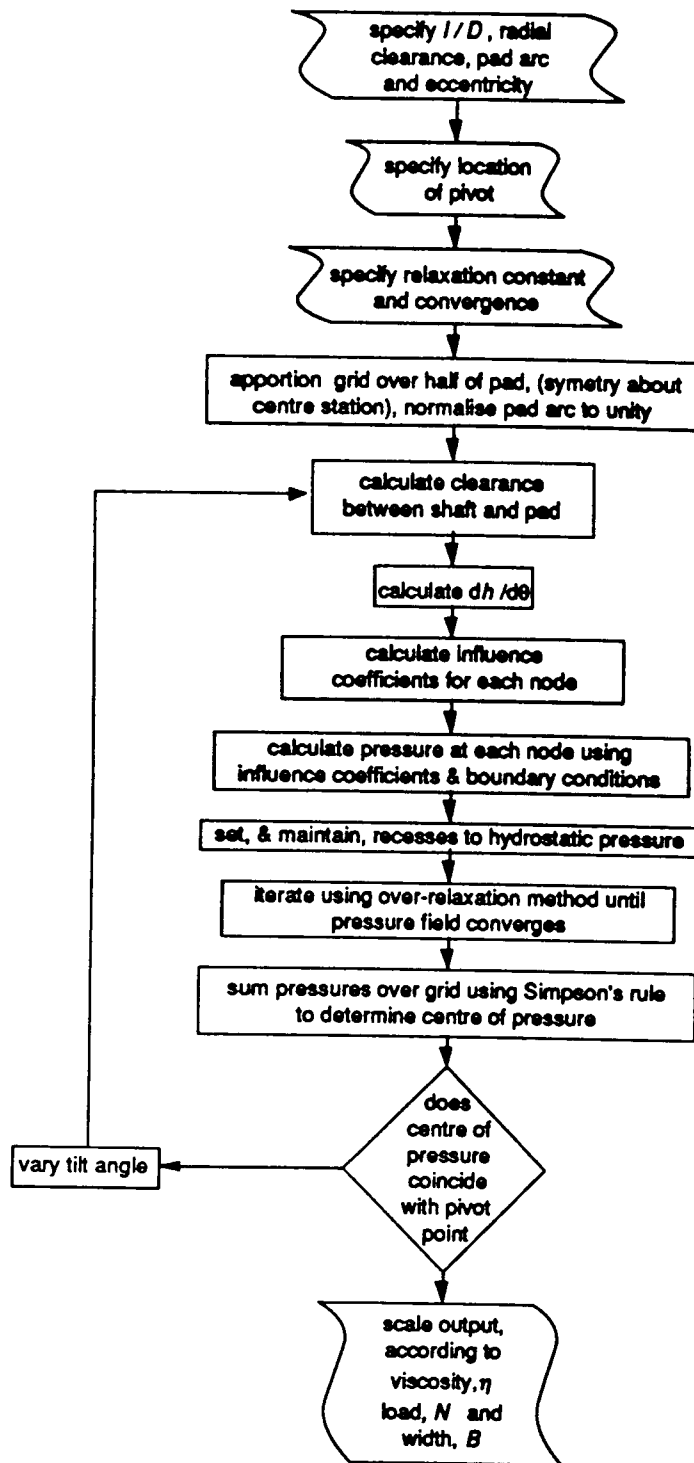 specify l / D , radial
clearance, pad arc
and eccentricity
specify location
of pivot
specify relaxation constant
and convergence
apportion grid over half of pad, (symetry about
centre station), normalise pad arc to unity
calculate clearance
between shaft and pad
calculate dh /dθ
calculate influence
coefficients for each node
calculate pressure at each node using
influence coefficients & boundary conditions
set, & maintain, recesses to hydrostatic pressure
iterate using over-relaxation method until
pressure field converges
sum pressures over grid using Simpson's rule
to determine centre of pressure
does
centre of
pressure
coincide
with pivot
point
vary tilt angle
scale output,
according to
viscosity, η
load, N and
width, B